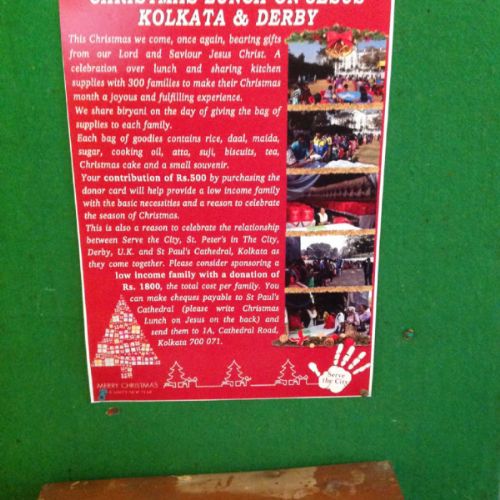 CHRISTMAS LUNCH ON JESUS
KOLKATA & DERBY
This Christmas we come, once again, bearing gifts
from our Lord and Saviour Jesus Christ. A
celebration over lunch and sharing kitchen
supplies with 300 families to make their Christmas
month a joyous and fulfilling experience.
We share biryani on the day of giving the bag of
supplies to each family.
Each bag of goodies contains rice, daal, maida,
sugar, cooking oil, atta, suji, biscuits, tea,
Christmas cake and a small souvenir.
Your contribution of Rs.500 by purchasing the
donor card will help provide a low income family
with the basic necessities and a reason to celebrate
the season of Christmas.
This is also a reason to celebrate the relationship
between Serve the City, St. Peter's in The City,
Derby, U.K. and St Paul's Cathedral, Kolkata as
they come together. Please consider sponsoring a
low income family with a donation of
Rs. 1800, the total cost per family. You
can make cheques payable to St Paul's
Cathedral (please write Christmas
Lunch on Jesus on the back) and
send them to 1A, Cathedral Road,
Kolkata 700 071.
MERRY CHRISTMAS
Serve
the City